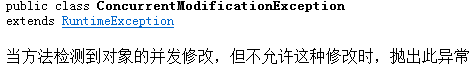 public class ConcurrentModificationException
extends RuntimeException
当方法检测到对象的并发修改，但不允许这种修改时，抛出此异常